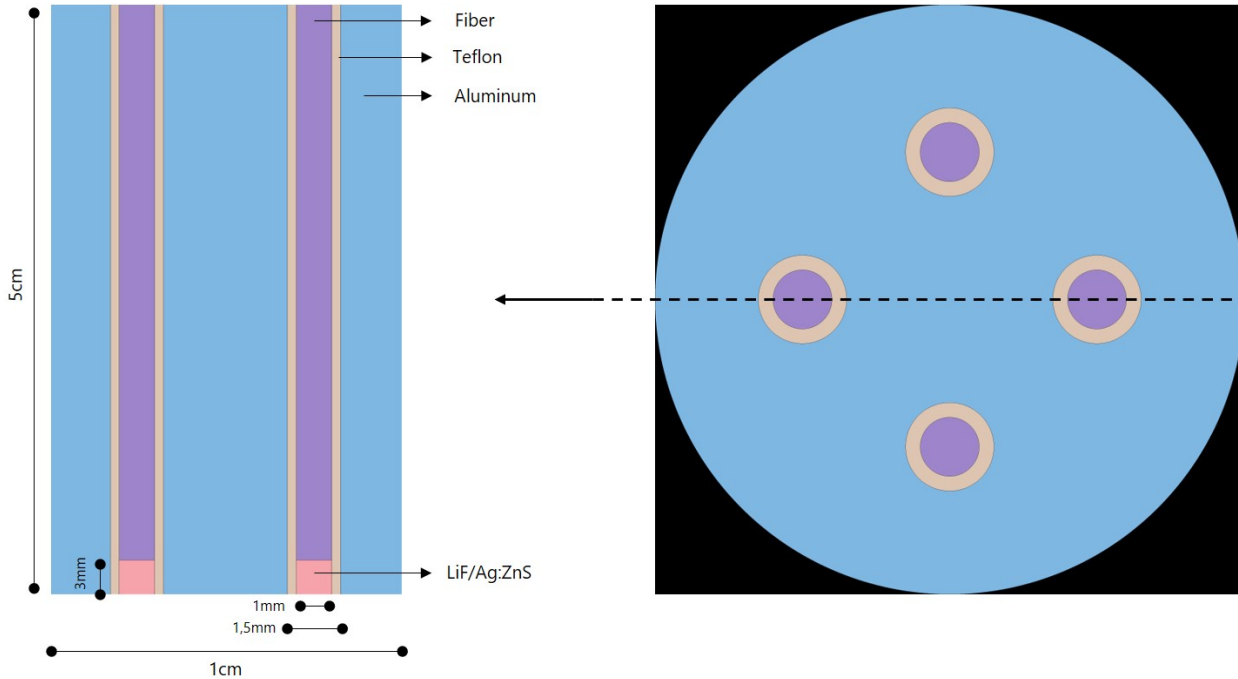 Fiber
Teflon
Aluminum
5cm
3mm
LiF/Ag:ZnS
1mm
1,5mm
1cm